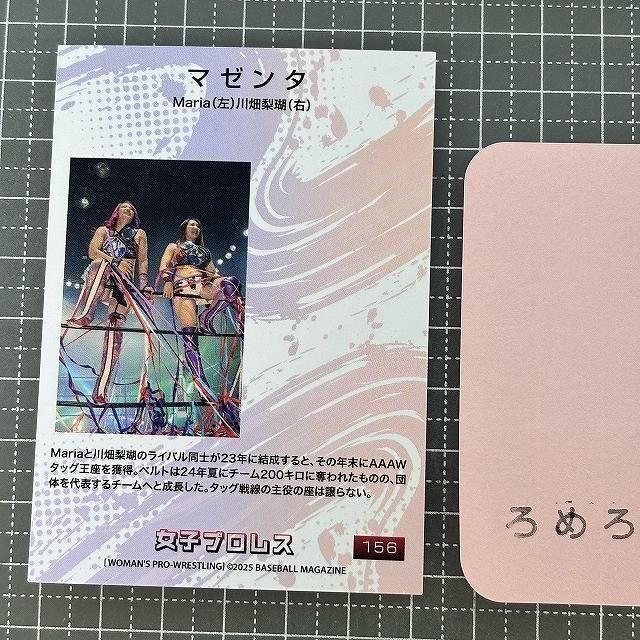 マゼンタ
Maria(左)川畑梨瑚(右)
Mariaと川畑梨瑚のライバル同士が23年に結成すると、その年末にAAAW
タッグ王座を獲得。ベルトは24年夏にチーム200キロに奪われたものの、団
体を代表するチームへと成長した。タッグ戦線の主役の座は譲らない。
女子プロレス
156
[WOMAN'S PRO-WRESTLING] ©2025 BASEBALL MAGAZINE
ろめろ